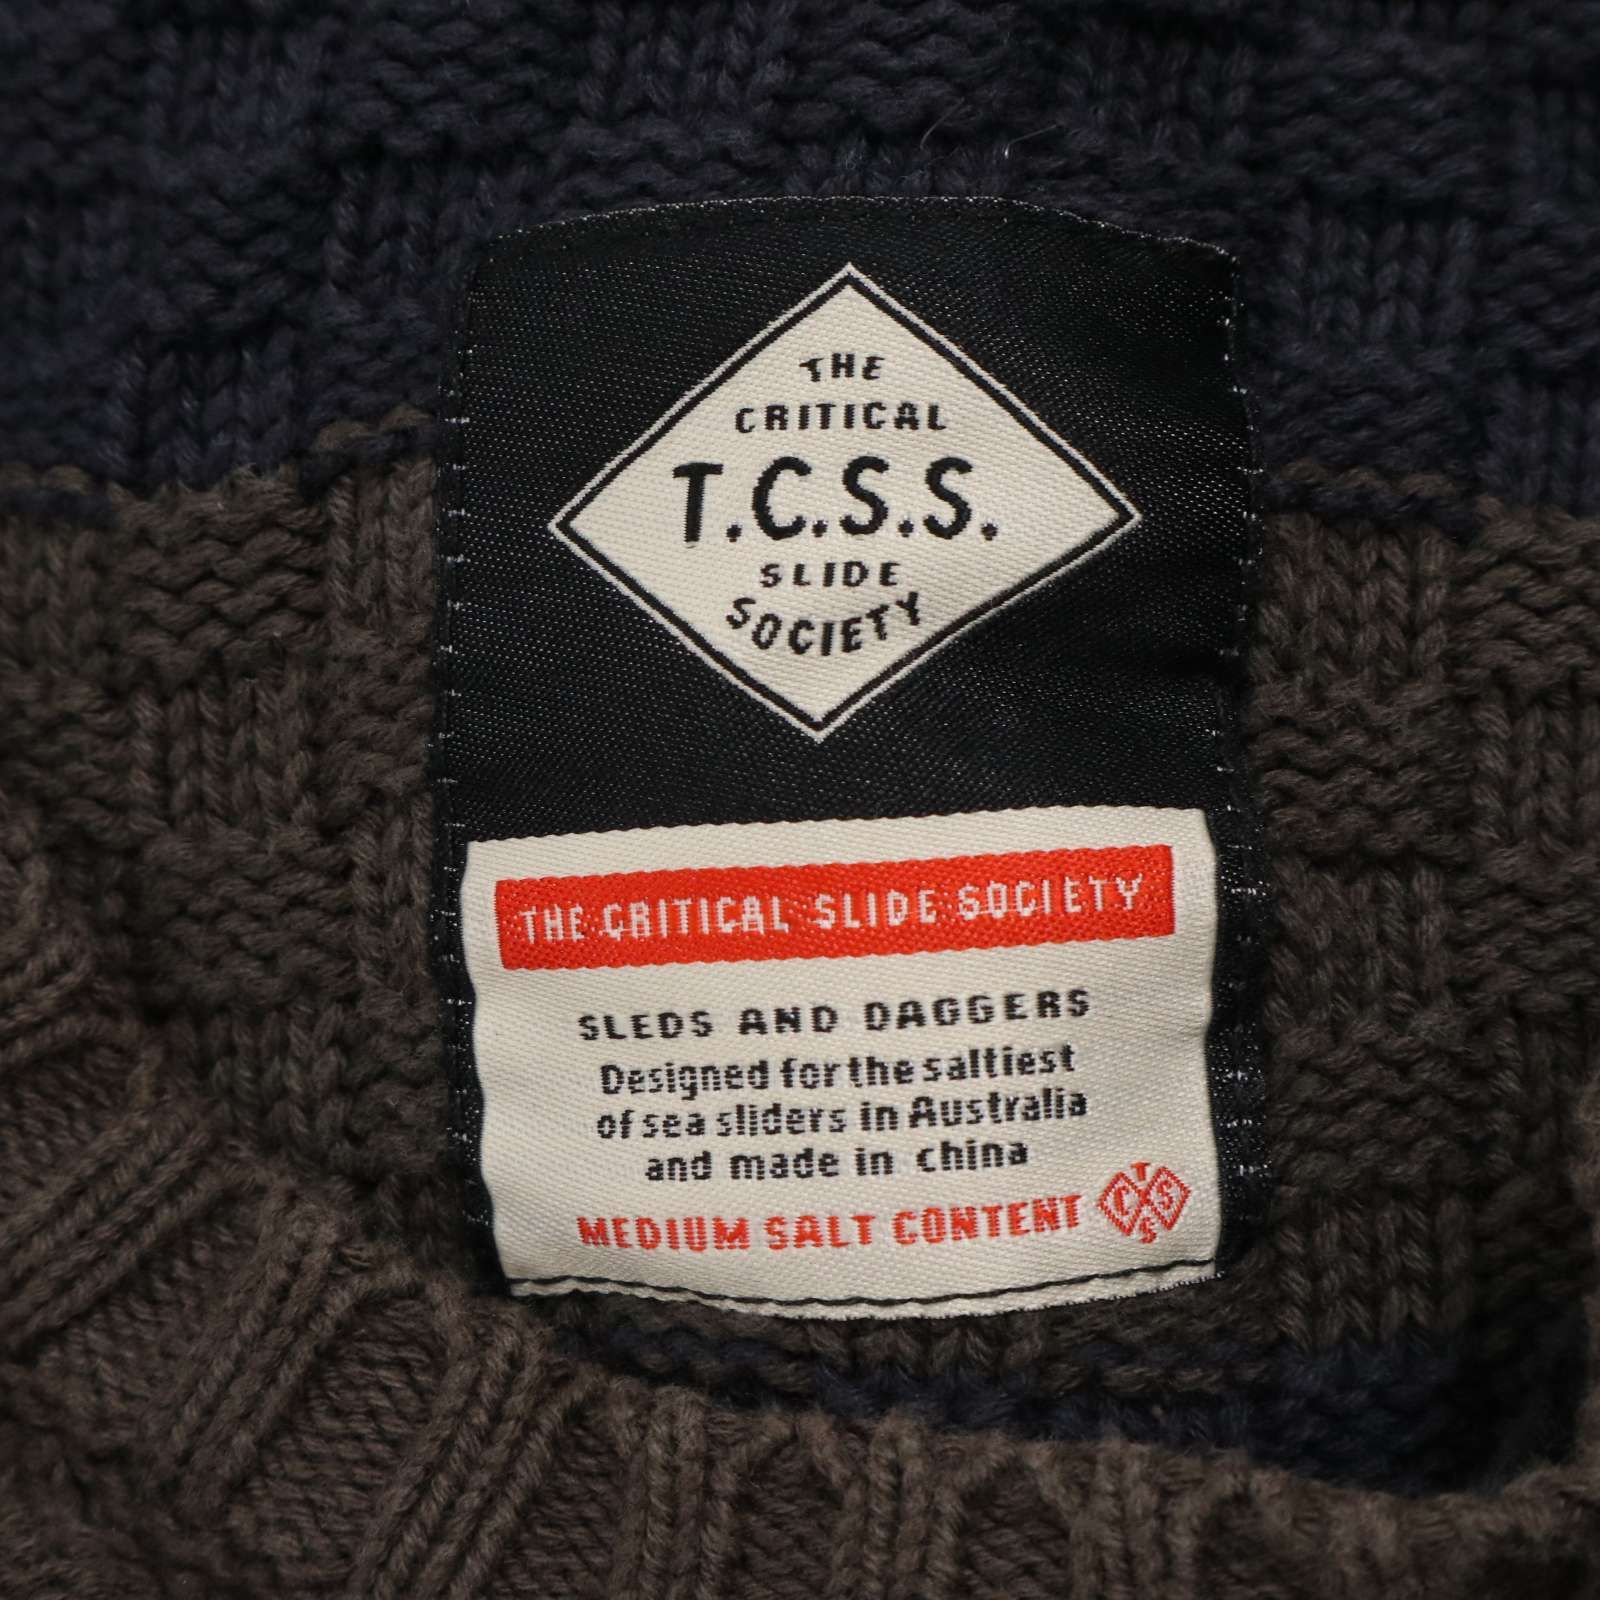 THE
CRITICAL
T.C.S.S.
SLIDE
SOCIETY
THE CRITICAL SLIDE SOCIETY
SLEDS AND DAGGERS
Designed for the saltiest
of sea sliders in Australia
and made in china
MEDIUM SALT CONTENT
T
C S
S